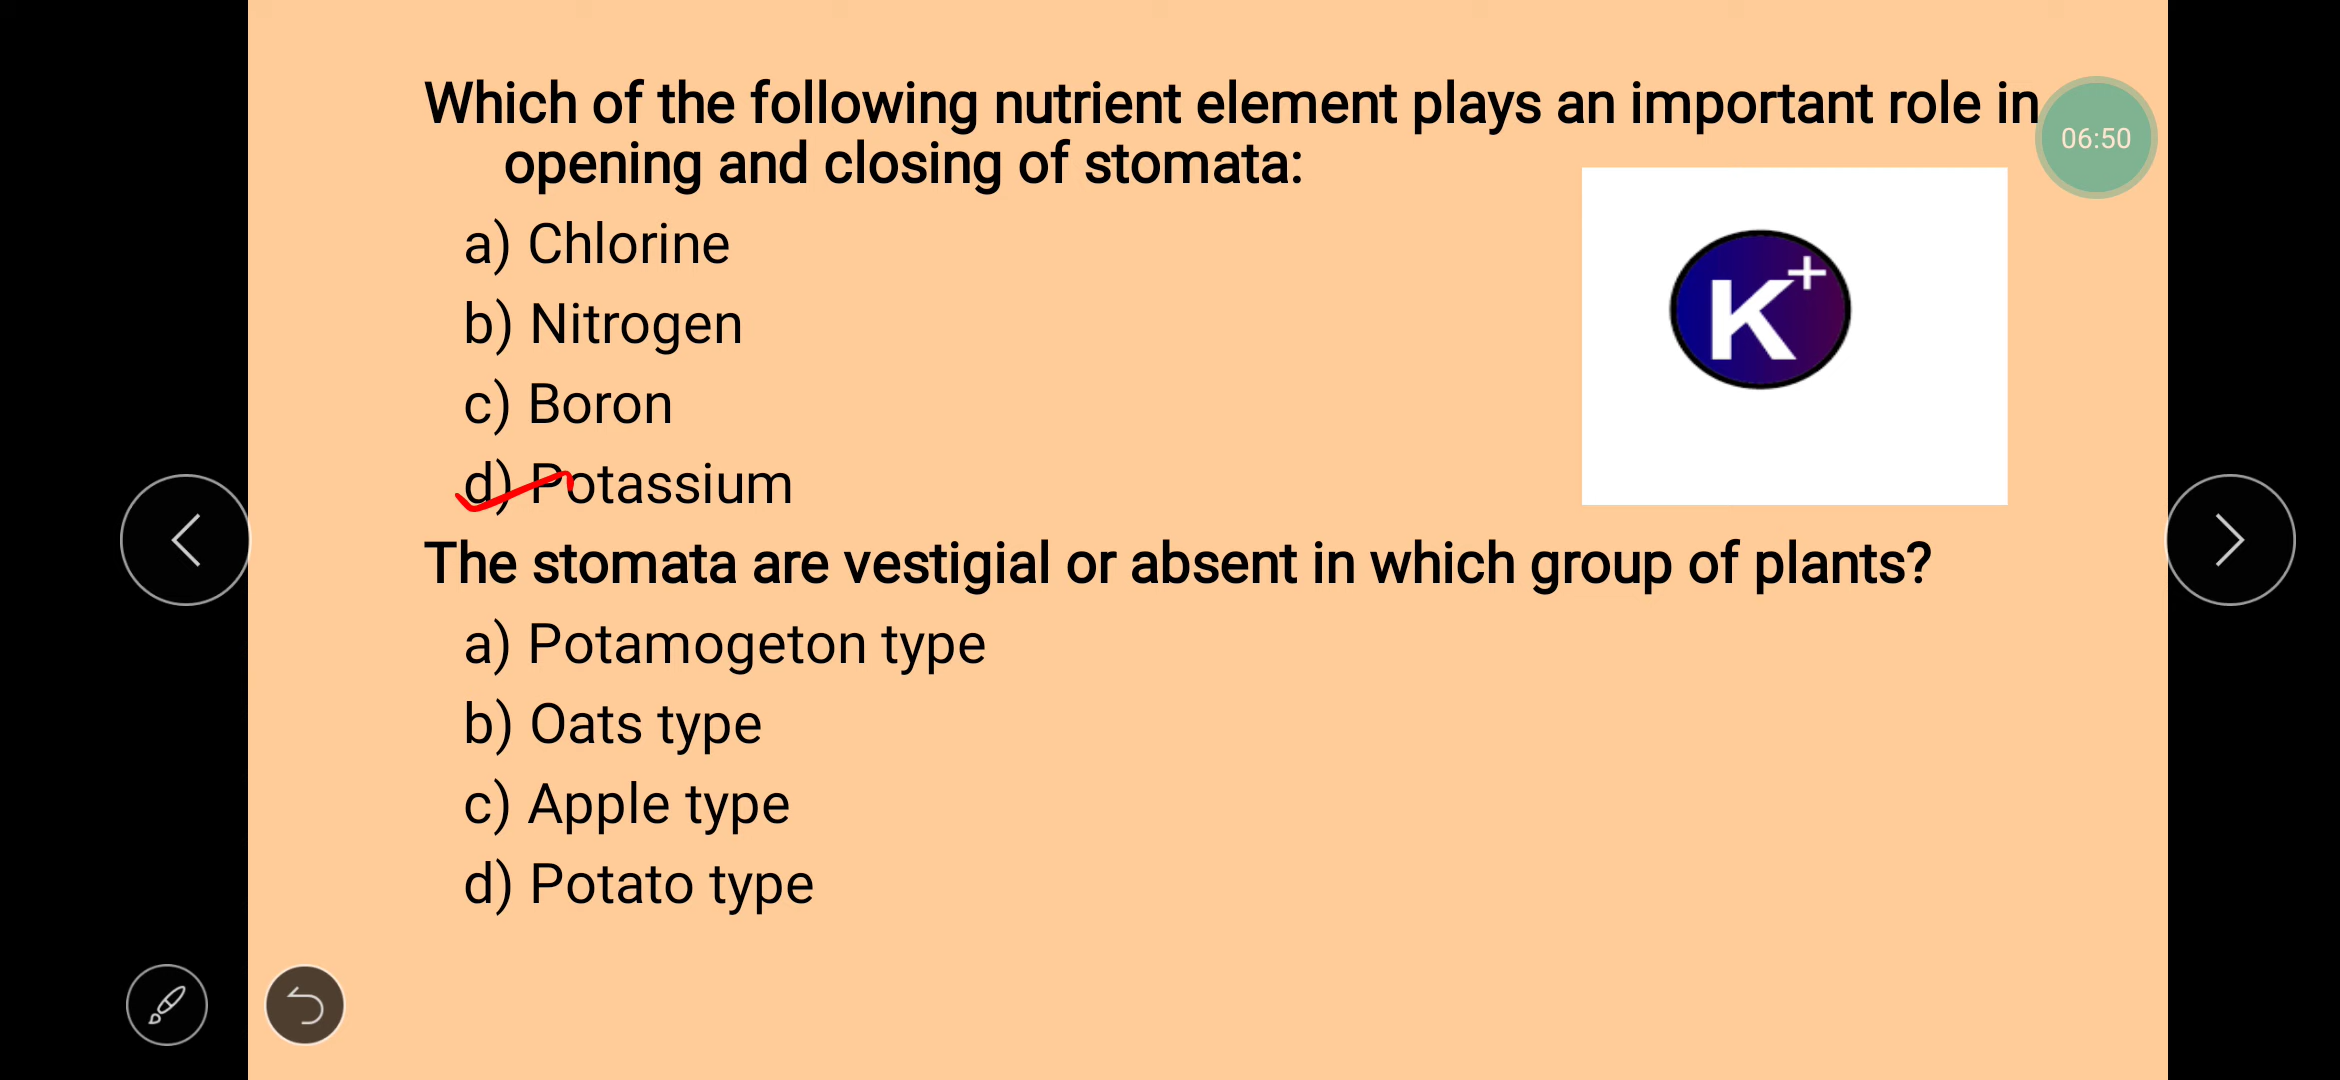 Which of the following nutrient element plays an important role in
opening and closing of stomata:
06:50
K+
a) Chlorine
b) Nitrogen
c) Boron
d) Potassium
The stomata are vestigial or absent in which group of plants?
a) Potamogeton type
b) Oats type
c) Apple type
d) Potato type